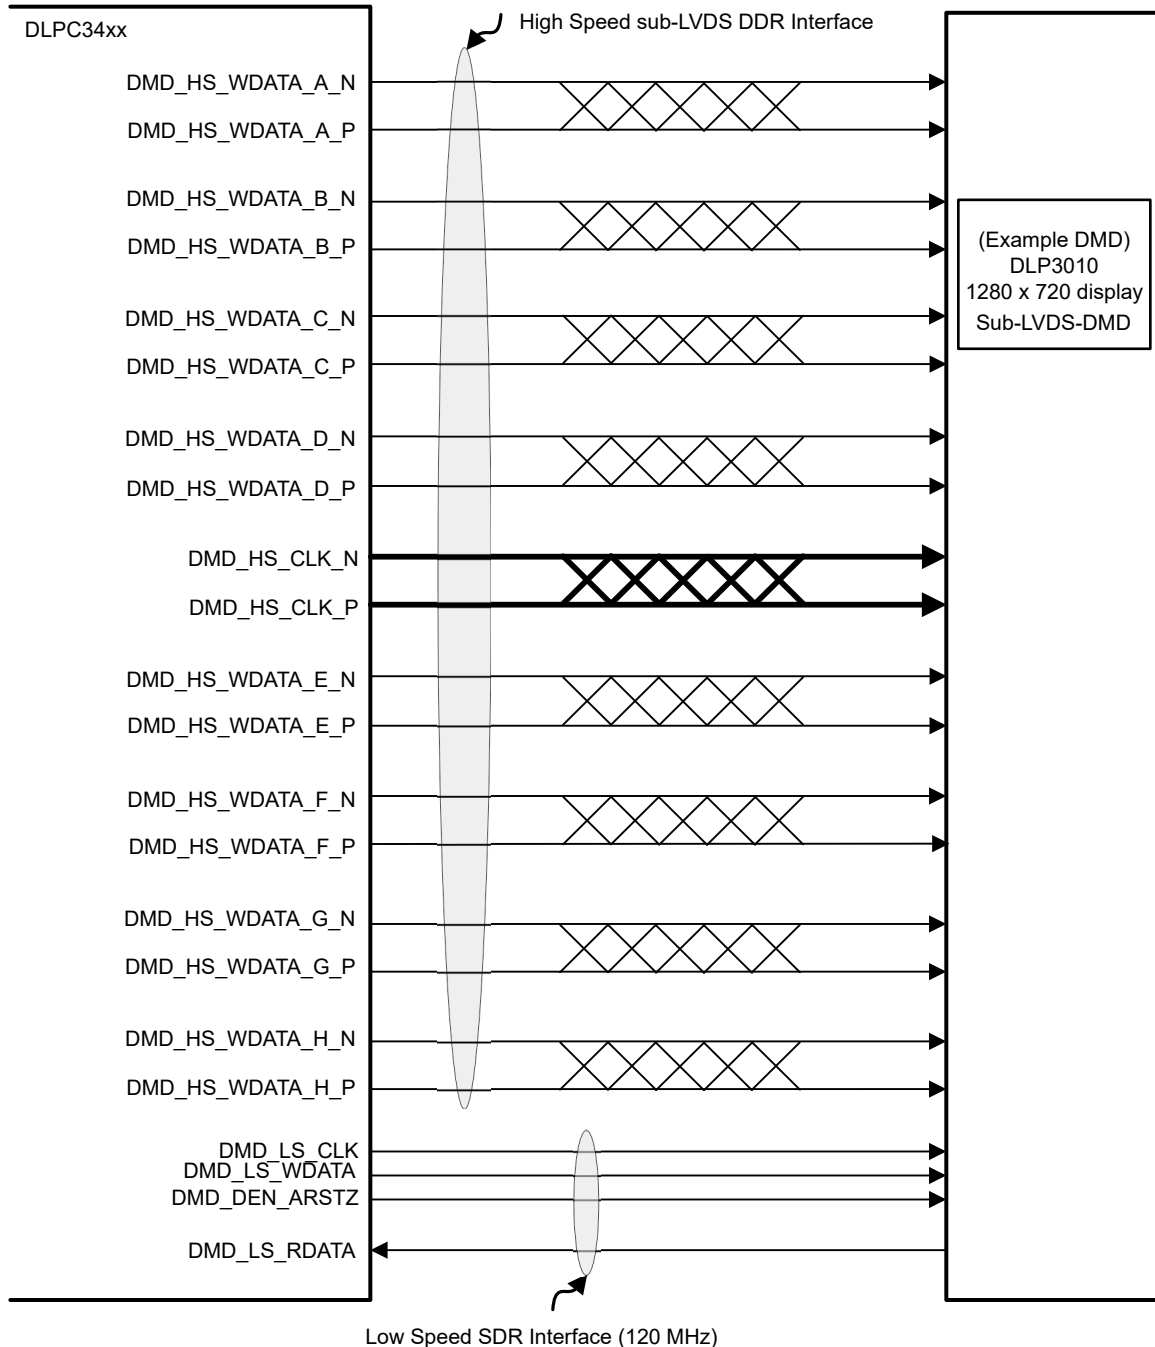 High Speed sub-LVDS DDR Interface
DLPC34xx
DMD_HS_WDATA_A_N
DMD_HS_WDATA_A_P
DMD_HS_WDATA_B_N
DMD_HS_WDATA_B_P
(Example DMD)
DLP3010
1280 x 720 display
Sub-LVDS-DMD
DMD_HS_WDATA_C_N
DMD_HS_WDATA_C_P
DMD_HS_WDATA_D_N
DMD_HS_WDATA_D_P
DMD_HS_CLK_N
DMD_HS_CLK_P
DMD_HS_WDATA_E_N
DMD_HS_WDATA_E_P
DMD_HS_WDATA_F_N
DMD_HS_WDATA_F_P
DMD_HS_WDATA_G_N
DMD_HS_WDATA_G_P
DMD_HS_WDATA_H_N
DMD_HS_WDATA_H_P
DMD_LS_CLK
DMD_LS_WDATA
DMD_DEN_ARSTZ
DMD_LS_RDATA
Low Speed SDR Interface (120 MHz)